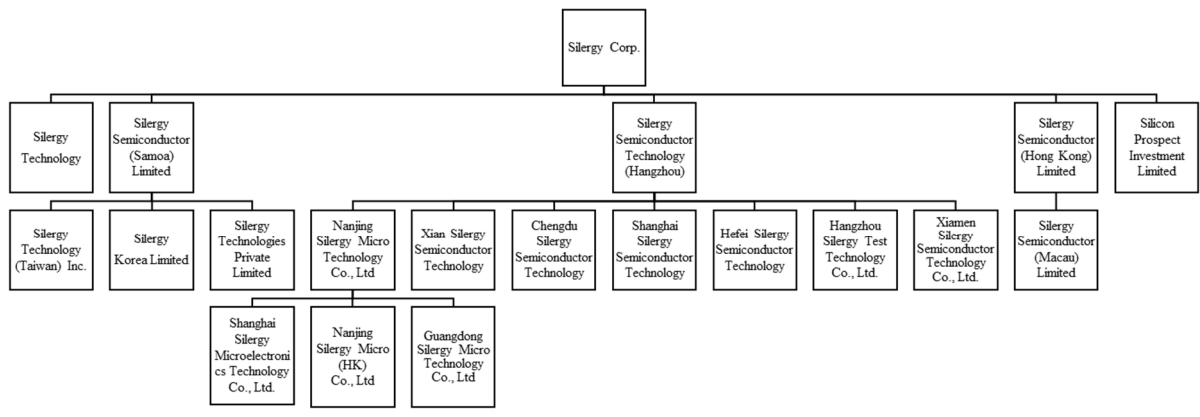 Silergy Corp.
Silergy
Technology
Silergy
Semiconductor
(Samoa)
Limited
Silergy
Semiconductor
Technology
(Hangzhou)
Silergy
Semiconductor
(Hong Kong)
Limited
Silicon
Prospect
Investment
Limited
Silergy
Technology
(Taiwan) Inc.
Silergy
Korea Limited
Silergy
Technologies
Private
Limited
Nanjing
Silergy Micro
Technology
Co., Ltd
Xian Silergy
Semiconductor
Technology
Chengdu
Silergy
Semiconductor
Technology
Shanghai
Silergy
Semiconductor
Technology
Hefei Silergy
Semiconductor
Technology
Hangzhou
Silergy Test
Technology
Co., Ltd.
Xiamen
Silergy
Semiconductor
Technology
Co., Ltd.
Silergy
Semiconductor
(Macau)
Limited
Shanghai
Silergy
Microelectroni
cs Technology
Co., Ltd.
Nanjing
Silergy Micro
(HK)
Co., Ltd
Guangdong
Silergy Micro
Technology
Co., Ltd